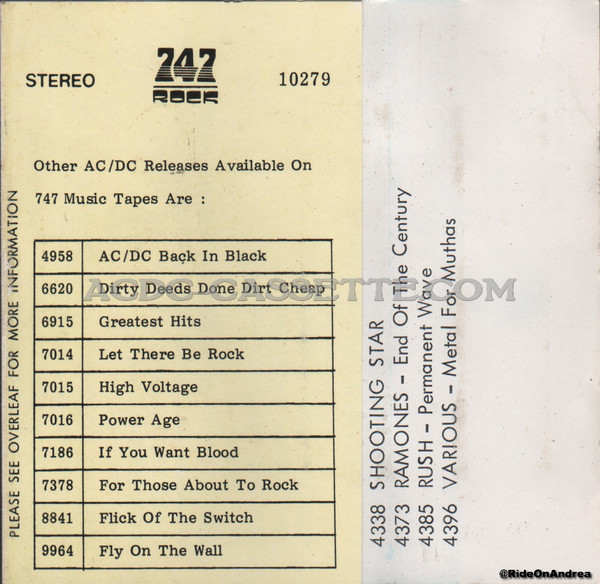 STEREO
747
ROCK
10279
Other AC/DC Releases Available On
747 Music Tapes Are :
4958 AC/DC Back In Black
6620 Dirty Deeds Done Dirt Cheap
6915 Greatest Hits
7014 Let There Be Rock
7015 High Voltage
7016 Power Age
7186 If You Want Blood
7378 For Those About To Rock
8841 Flick Of The Switch
9964 Fly On The Wall
PLEASE SEE OVERLEAF FOR MORE INFORMATION
4338 SHOOTING STAR
4373 RAMONES - End Of The Century
4385 RUSH - Permanent Wave
4396 VARIOUS - Metal For Muthas
ACDC-CASSETTE.COM
@RideOnAndrea